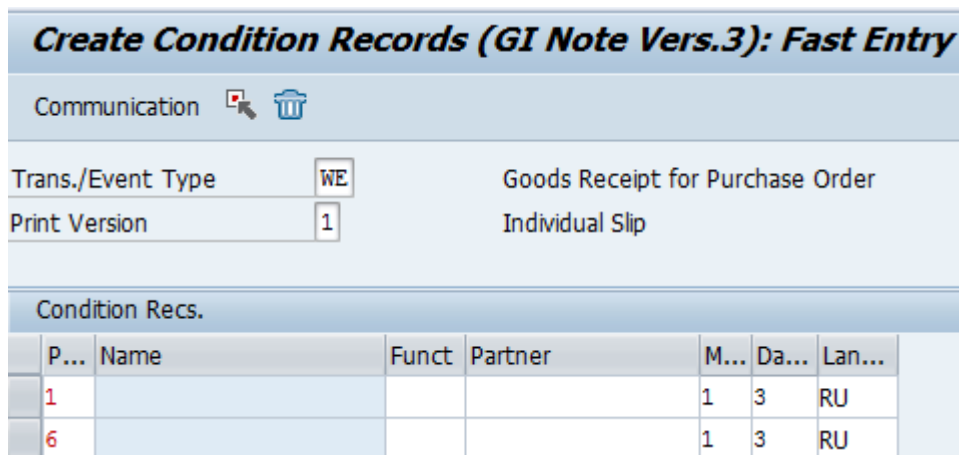 Create Condition Records (GI Note Vers.3): Fast Entry
Communication
Trans./Event Type WE Goods Receipt for Purchase Order
Print Version 1 Individual Slip
Condition Recs.
P... Name Funct Partner M... Da... Lan...
1 1 3 RU
6 1 3 RU